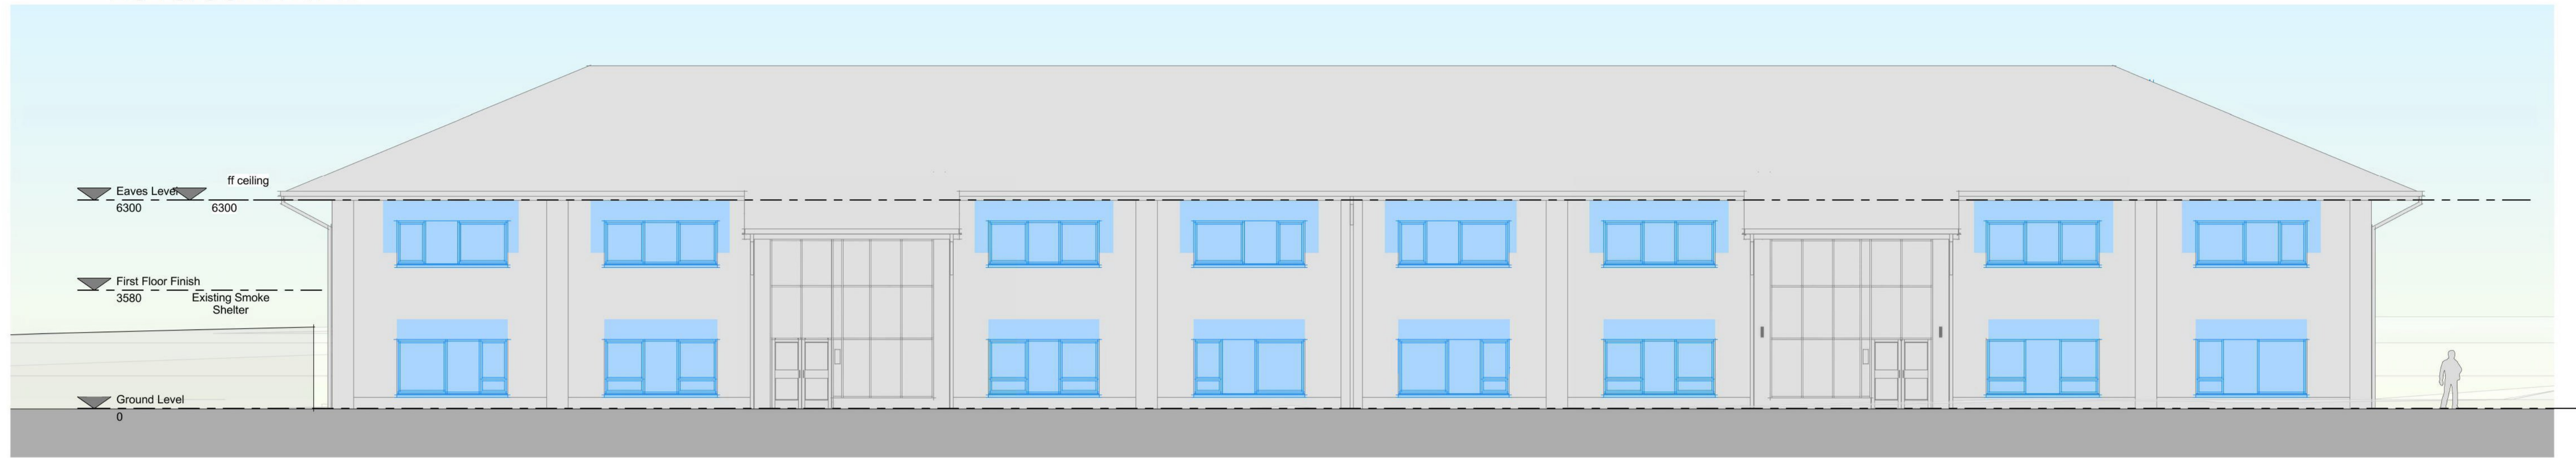 ff ceiling
Eaves Level
6300
6300
First Floor Finish
3580
Existing Smoke
Shelter
Ground Level
0